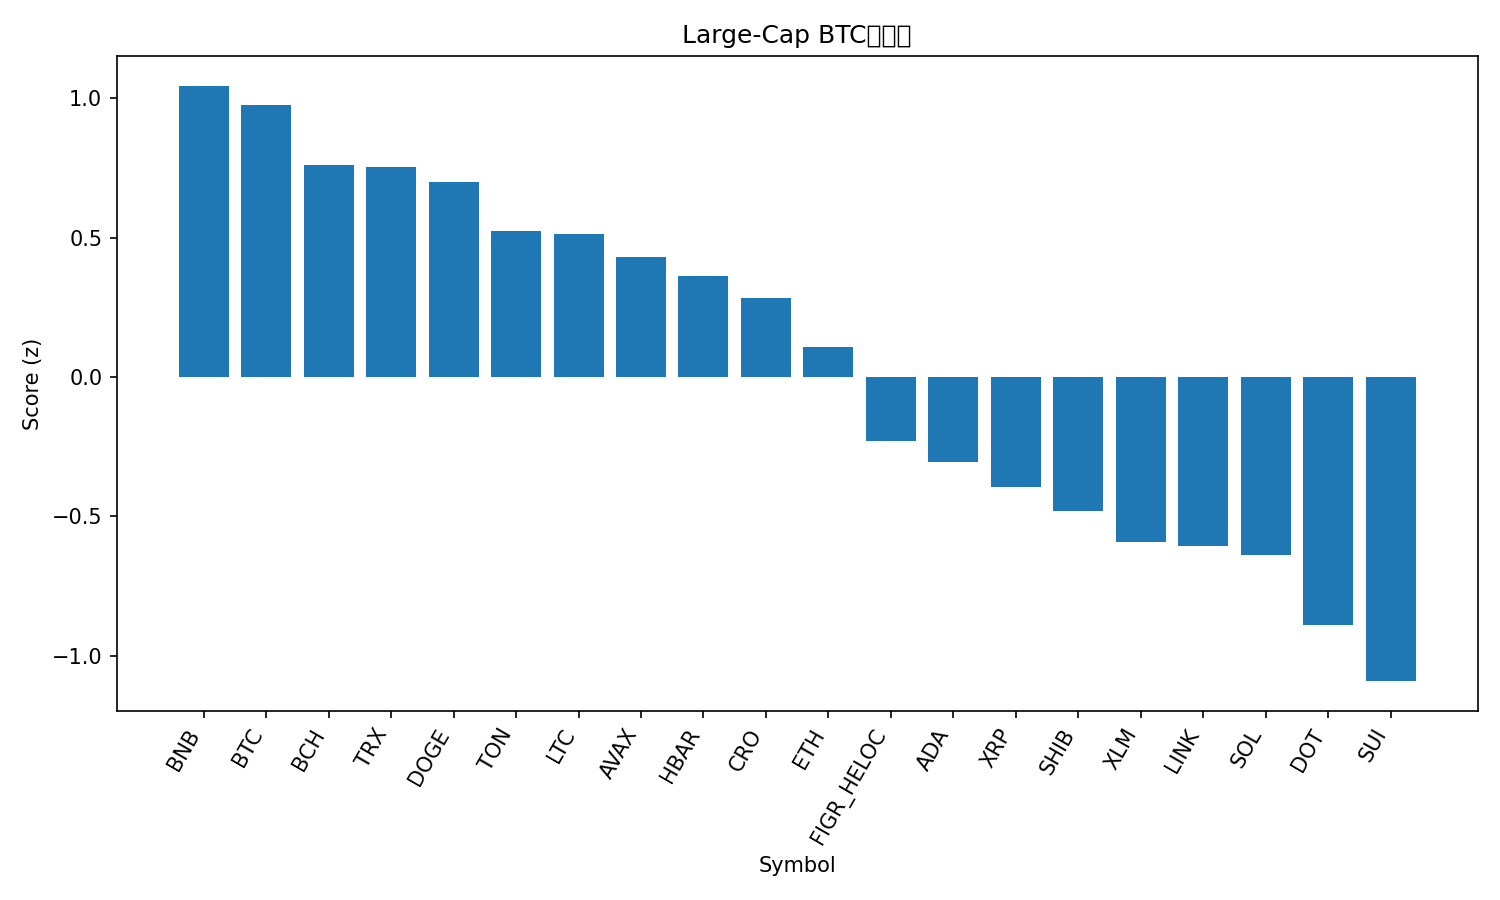 Large-Cap BTC
1.0
0.5
0.0
−0.5
−1.0
Score (z)
BNB
BTC
BCH
TRX
DOGE
TON
LTC
AVAX
HBAR
CRO
ETH
FIGR_HELOC
ADA
XRP
SHIB
XLM
LINK
SOL
DOT
SUI
Symbol